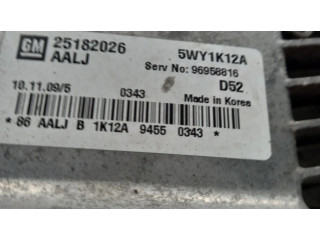 GM 25182026 5WY1K12A
AALJ Serv No: 96958816
10.11.09/5 0343 D52
Made in Korea
* 86 AALJ B 1K12A 9455 0343 *